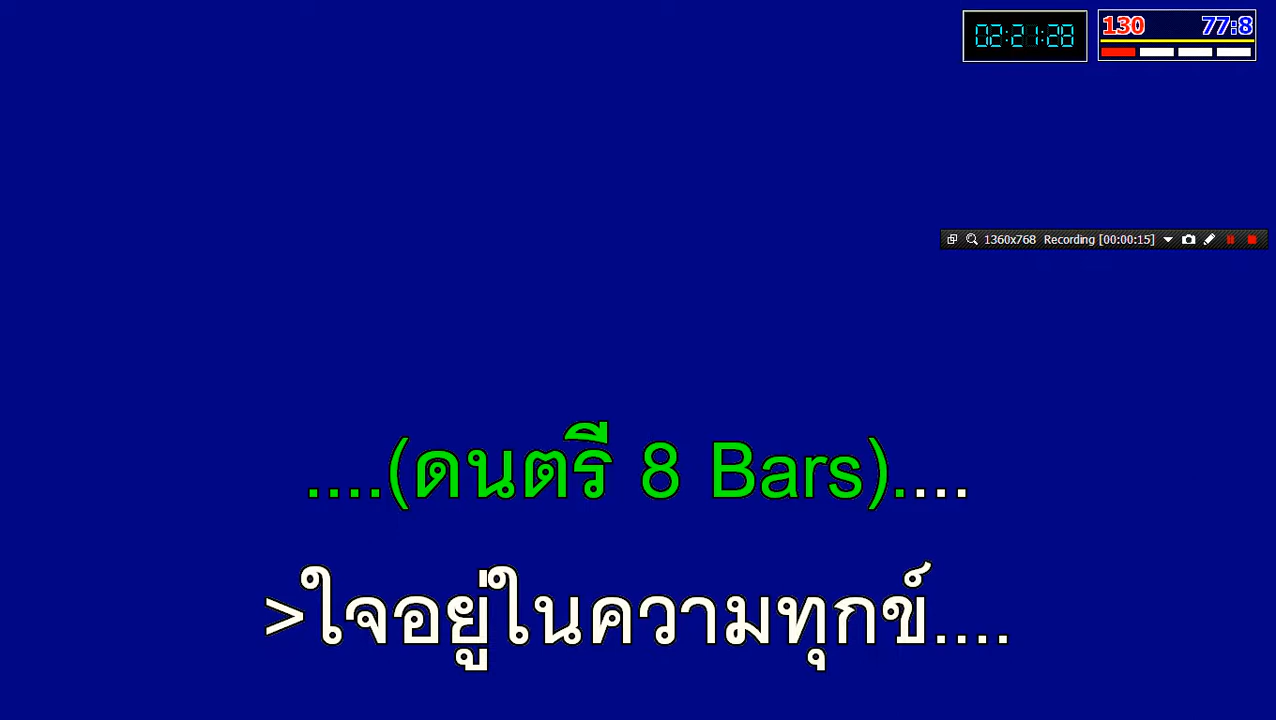 02:21:28
130 77:8
1360x768 Recording [00:00:15]
....(ดนตรี 8 Bars)....
>ใจอยู่ในความทุกข์....